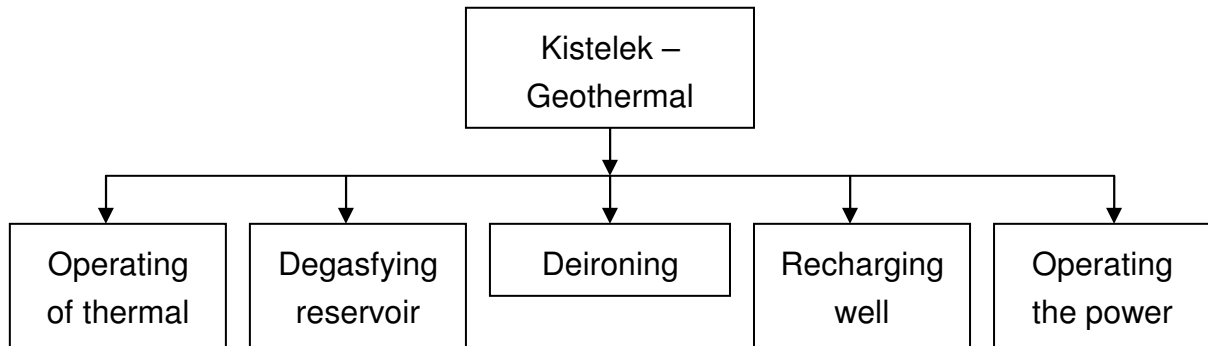 Kistelek –
Geothermal
Operating
of thermal
Degasfying
reservoir
Deironing
Recharging
well
Operating
the power